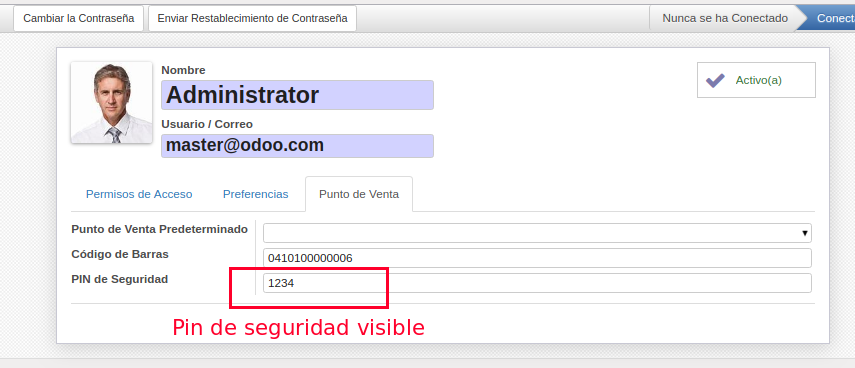 Cambiar la Contraseña Enviar Restablecimiento de Contraseña Nunca se ha Conectado Conect
Nombre
Administrator
Activo(a)
Usuario / Correo
master@odoo.com
Permisos de Acceso Preferencias Punto de Venta
Punto de Venta Predeterminado
Código de Barras 0410100000006
PIN de Seguridad 1234
Pin de seguridad visible